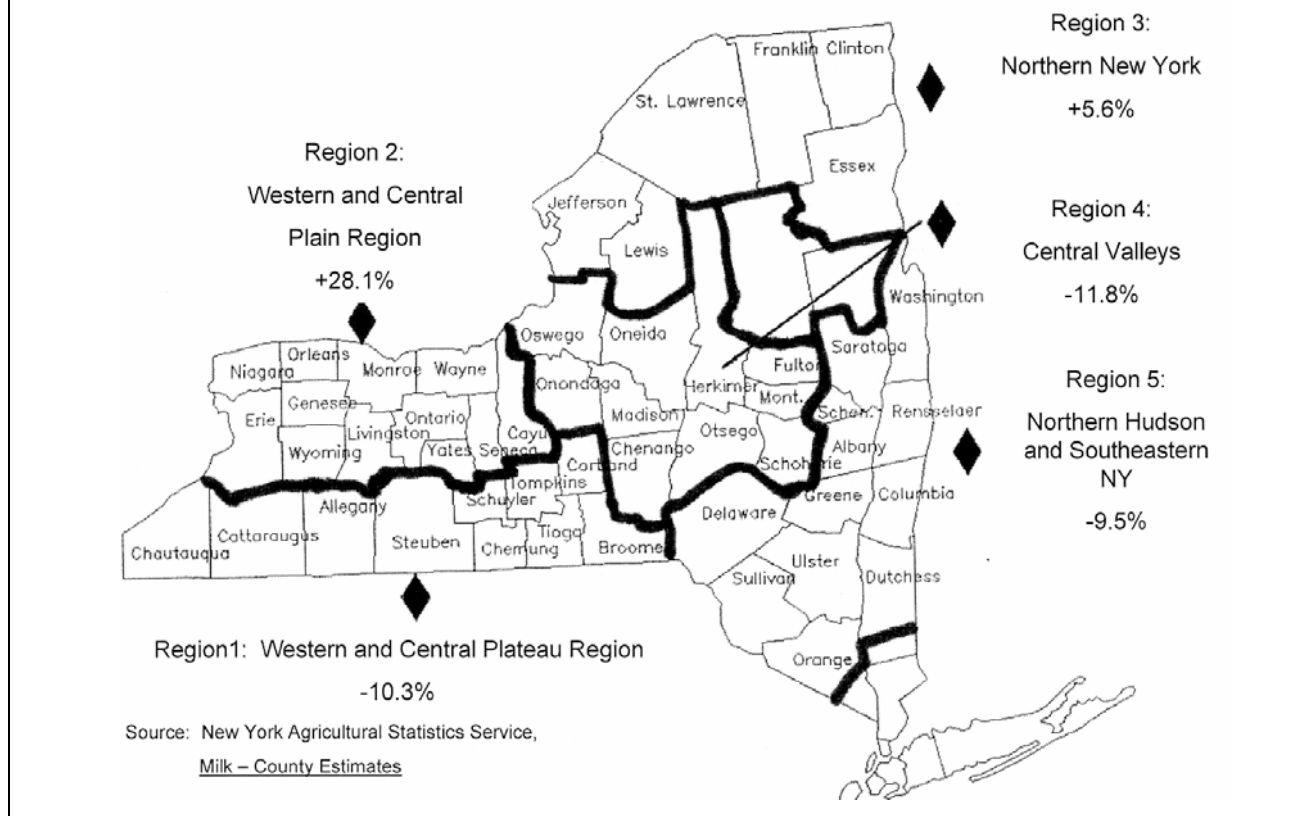 Region 3:
Northern New York
+5.6%
Region 2:
Western and Central
Plain Region
+28.1%
Region 4:
Central Valleys
-11.8%
Region 5:
Northern Hudson
and Southeastern
NY
-9.5%
Franklin
Clinton
St. Lawrence
Essex
Jefferson
Lewis
Washington
Oswego
Oneida
Saratoga
Orleans
Niagara
Monroe
Wayne
Fulton
Onondaga
Herkimer
Genesee
Mont.
Erie
Ontario
Madison
Schen.
Rensselaer
Livingston
Cayu
Otsego
Wyoming
Yates
Seneca
Chenango
Albany
Cortland
Schoharie
Tompkins
Schuyler
Allegany
Greene
Columbia
Delaware
Cattaraugus
Steuben
Chemung
Tioga
Broome
Chautauqua
Ulster
Sullivan
Dutchess
Orange
Region1: Western and Central Plateau Region
-10.3%
Source: New York Agricultural Statistics Service,
Milk – County Estimates